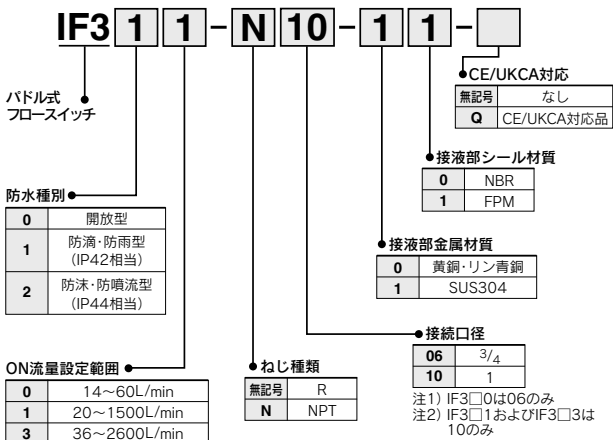 IF3 1 1 - N 10 - 1 1 -
パドル式
フロースイッチ
防水種別
0 開放型
1 防滴・防雨型
(IP42相当)
2 防沫・防噴流型
(IP44相当)
ON流量設定範囲
0 14〜60L/min
1 20〜1500L/min
3 36〜2600L/min
ねじ種類
無記号 R
N NPT
接続口径
06 3/4
10 1
注1) IF3□0は06のみ
注2) IF3□1およびIF3□3は
10のみ
接液部金属材質
0 黄銅・リン青銅
1 SUS304
接液部シール材質
0 NBR
1 FPM
CE/UKCA対応
無記号 なし
Q CE/UKCA対応品